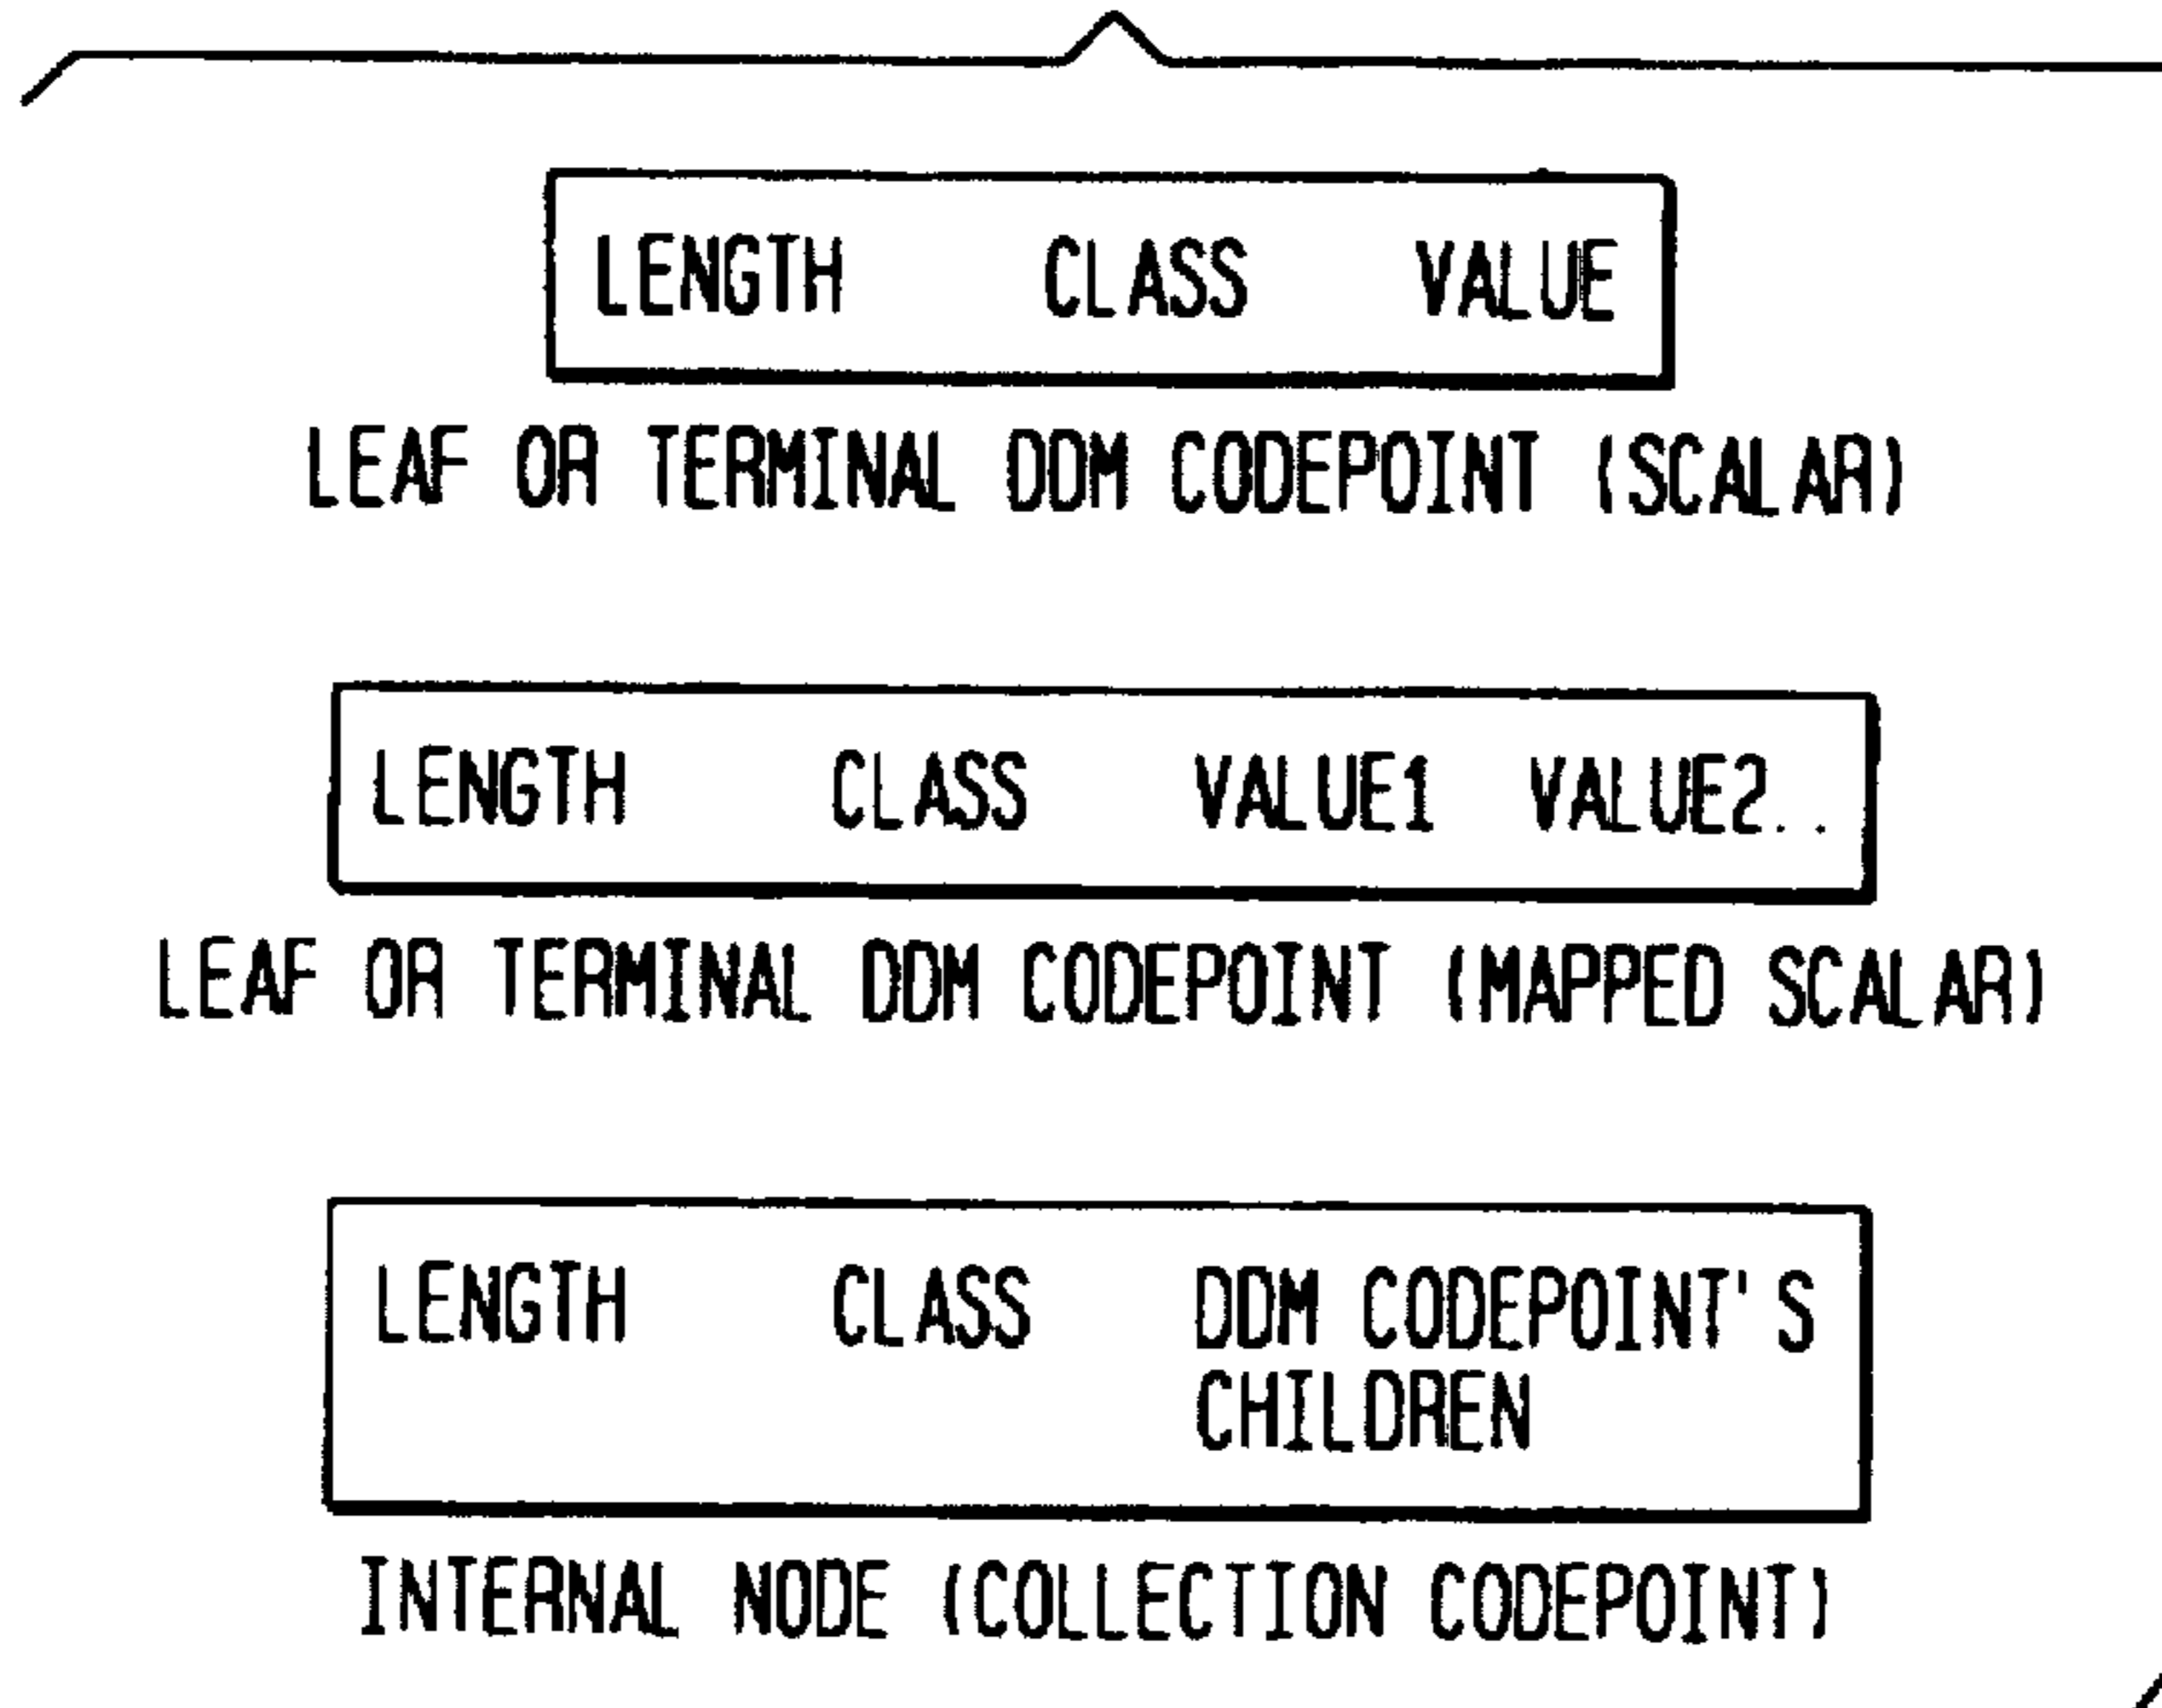 LENGTH CLASS VALUE
LEAF OR TERMINAL DDM CODEPOINT (SCALAR)
LENGTH CLASS VALUE1 VALUE2..
LEAF OR TERMINAL DDM CODEPOINT (MAPPED SCALAR)
LENGTH CLASS DDM CODEPOINT'S
CHILDREN
INTERNAL NODE (COLLECTION CODEPOINT)